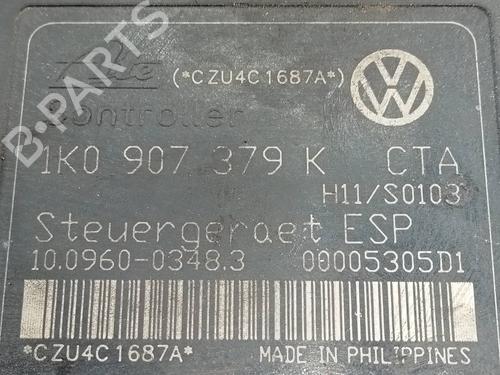 Ate (*CZU4C1687A*)
Controller
1K0 907 379 K CTA
H11/S0103
Steuergeraet ESP
10.0960-0348.3 00005305D1
*CZU4C1687A* MADE IN PHILIPPINES
B-PARTS